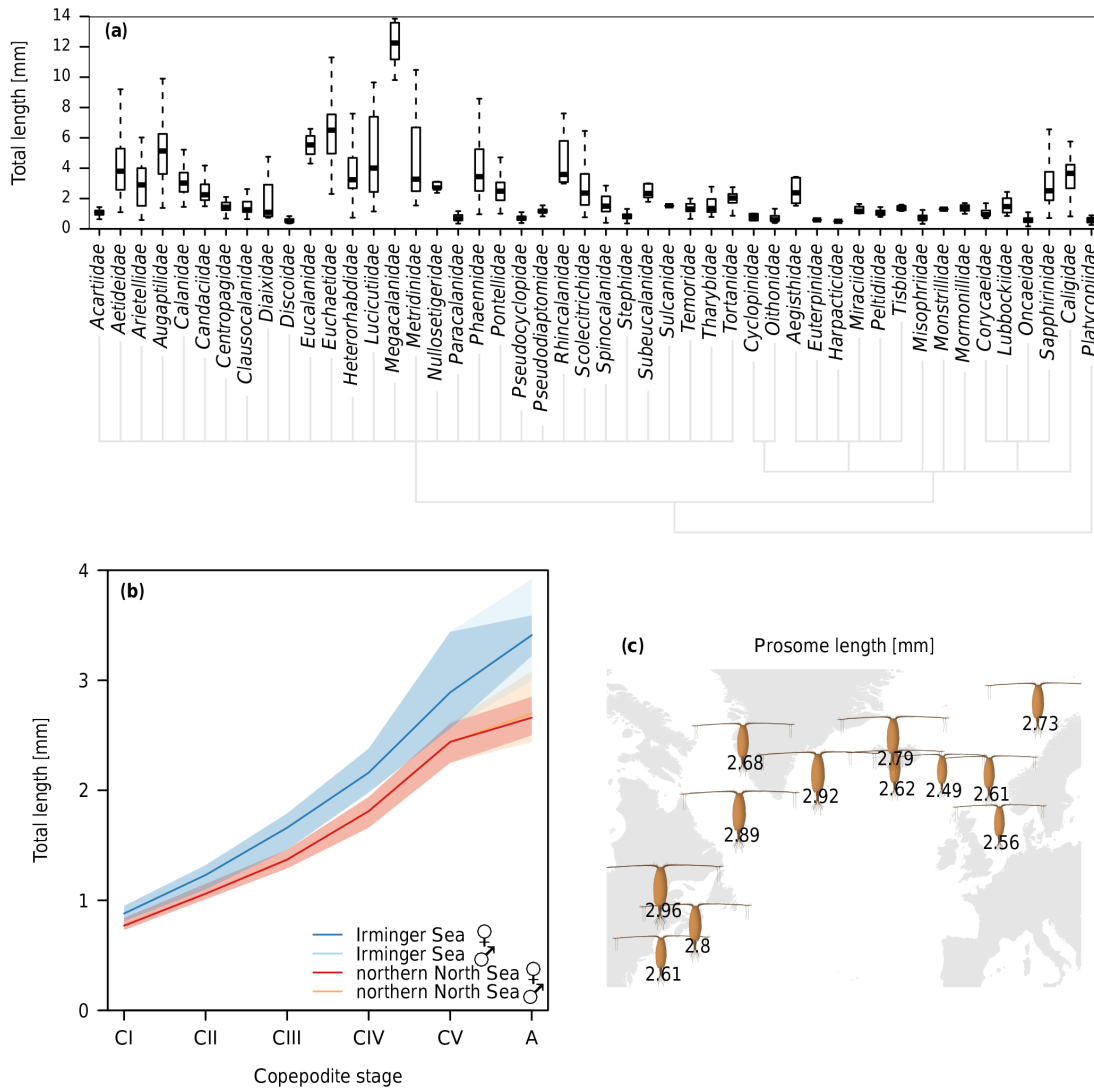 (a)
Total length [mm]
14
12
10
8
6
4
2
0
Acartiidae
Aetideidae
Arietellidae
Augaptilidae
Calanidae
Candaciidae
Centropagidae
Clausocalanidae
Diaixiidae
Discoidae
Eucalanidae
Euchaetidae
Heterorhabdidae
Lucicutiidae
Megacalanidae
Metridinidae
Nullosetigeridae
Paracalanidae
Phaennidae
Pontellidae
Pseudocyclopidae
Pseudodiaptomidae
Rhincalanidae
Scolecitrichidae
Spinocalanidae
Stephidae
Subeucalanidae
Sulcanidae
Temoridae
Tharybidae
Tortanidae
Cyclopinidae
Oithonidae
Aegisthidae
Euterpinidae
Harpacticidae
Miraciidae
Peltidiidae
Tisbidae
Misophriidae
Monstrillidae
Mormonillidae
Corycaeidae
Lubbockiidae
Oncaeidae
Sapphirinidae
Caligidae
Platycopiidae
(b)
Total length [mm]
4
3
2
1
0
Irminger Sea ♀
Irminger Sea ♂
northern North Sea ♀
northern North Sea ♂
CI CII CIII CIV CV A
Copepodite stage
(c) Prosome length [mm]
2.73
2.68
2.79
2.92
2.62
2.49
2.61
2.89
2.56
2.96
2.8
2.61